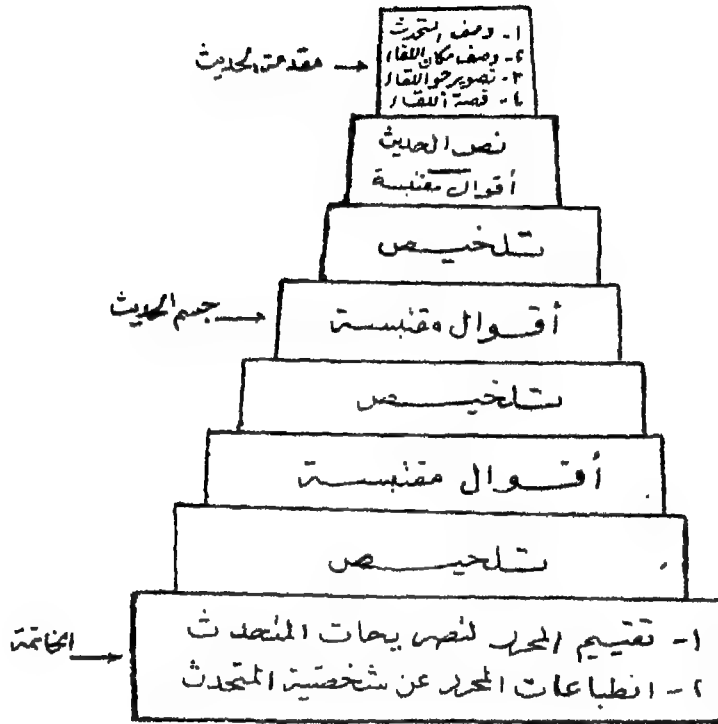 ١- وصف المتحدث
٢- وصف مكان اللقاء
٣- تصوير جو اللقاء
٤- قصة اللقاء
مقدمة الحديث
نص الحديث
أقوال مقتبسة
تلخيص
جسم الحديث
أقوال مقتبسة
تلخيص
أقوال مقتبسة
تلخيص
الخاتمة
١- تقييم المحرر لتصريحات المتحدث
٢- انطباعات المحرر عن شخصية المتحدث